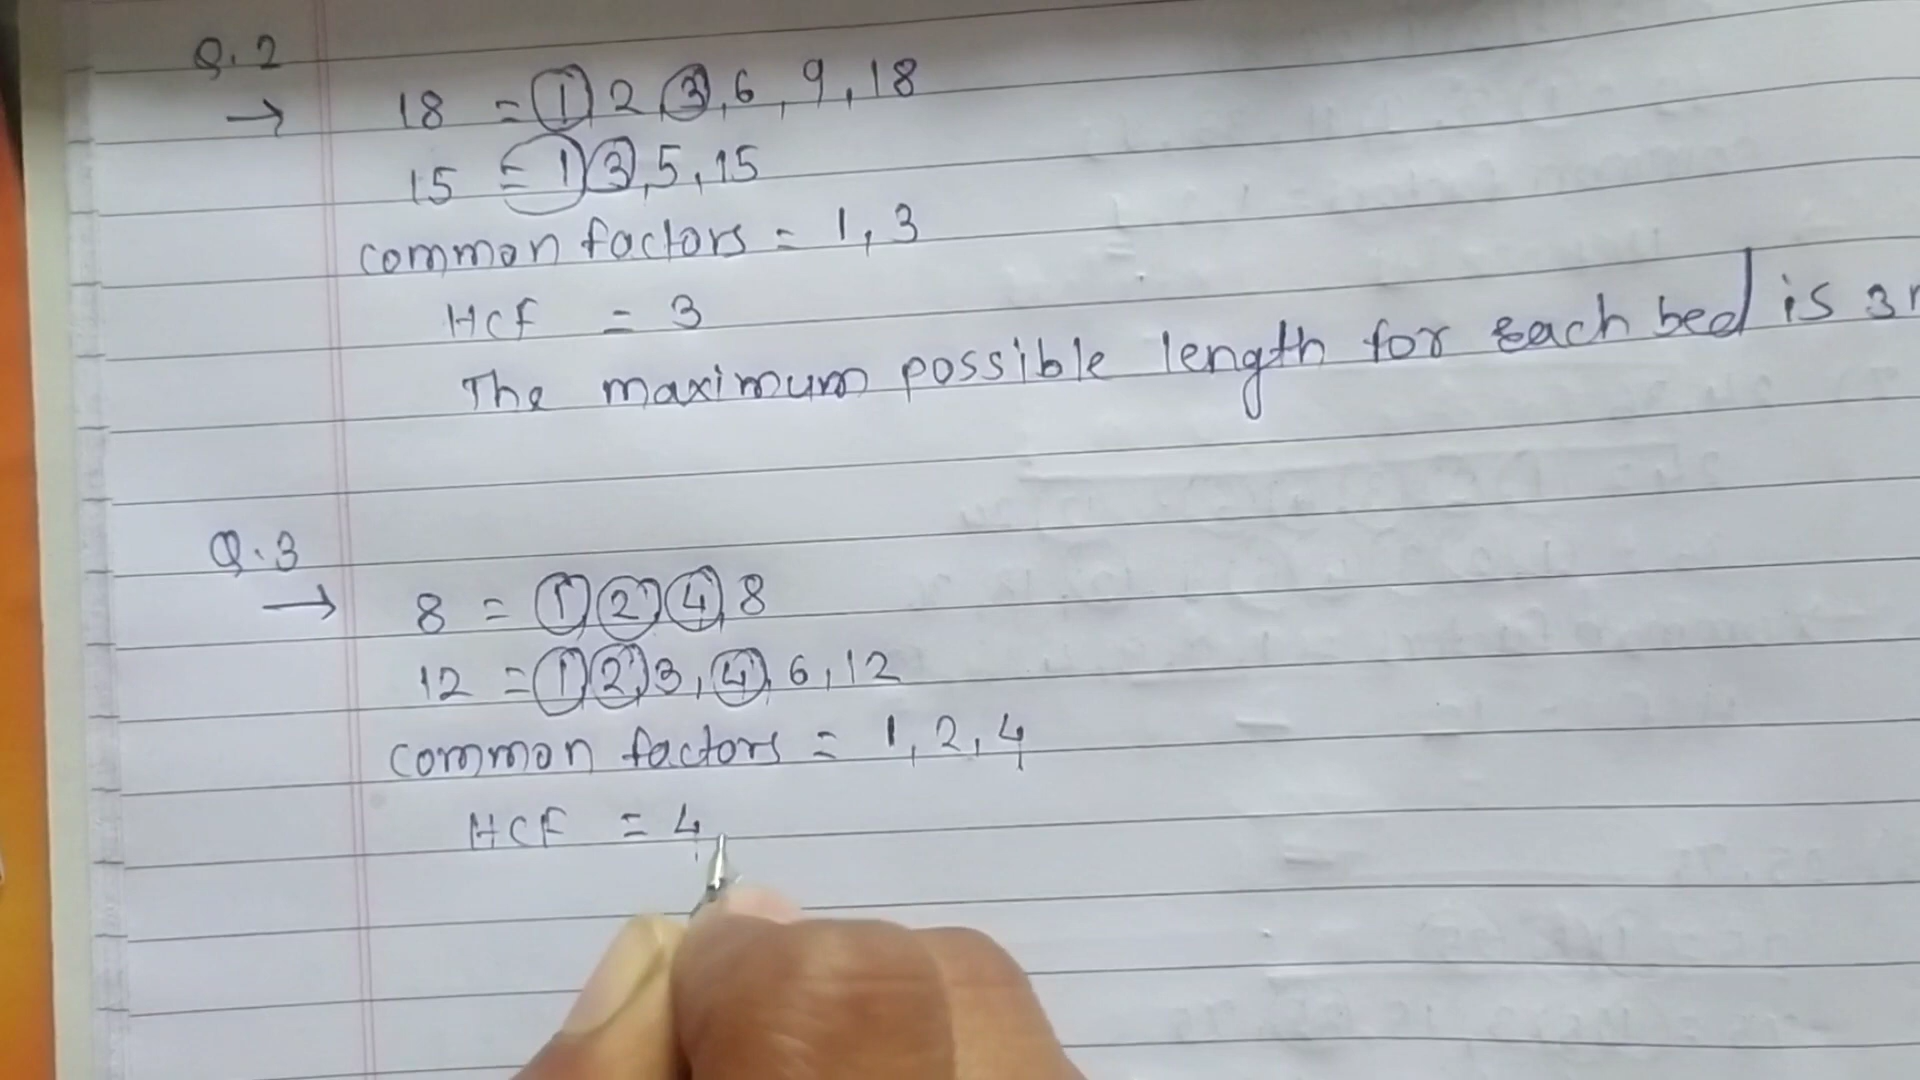 Q.2
→ 18 = 1, 2, 3, 6, 9, 18
15 = 1, 3, 5, 15
common factors = 1, 3
HCF = 3
The maximum possible length for each bed is 3
Q.3
→ 8 = 1, 2, 4, 8
12 = 1, 2, 3, 4, 6, 12
common factors = 1, 2, 4
HCF = 4